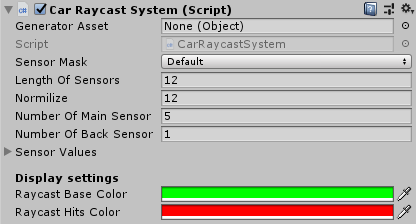 Car Raycast System (Script)
Generator Asset None (Object)
Script CarRaycastSystem
Sensor Mask Default
Length Of Sensors 12
Normilize 12
Number Of Main Sensor 5
Number Of Back Sensor 1
Sensor Values
Display settings
Raycast Base Color
Raycast Hits Color